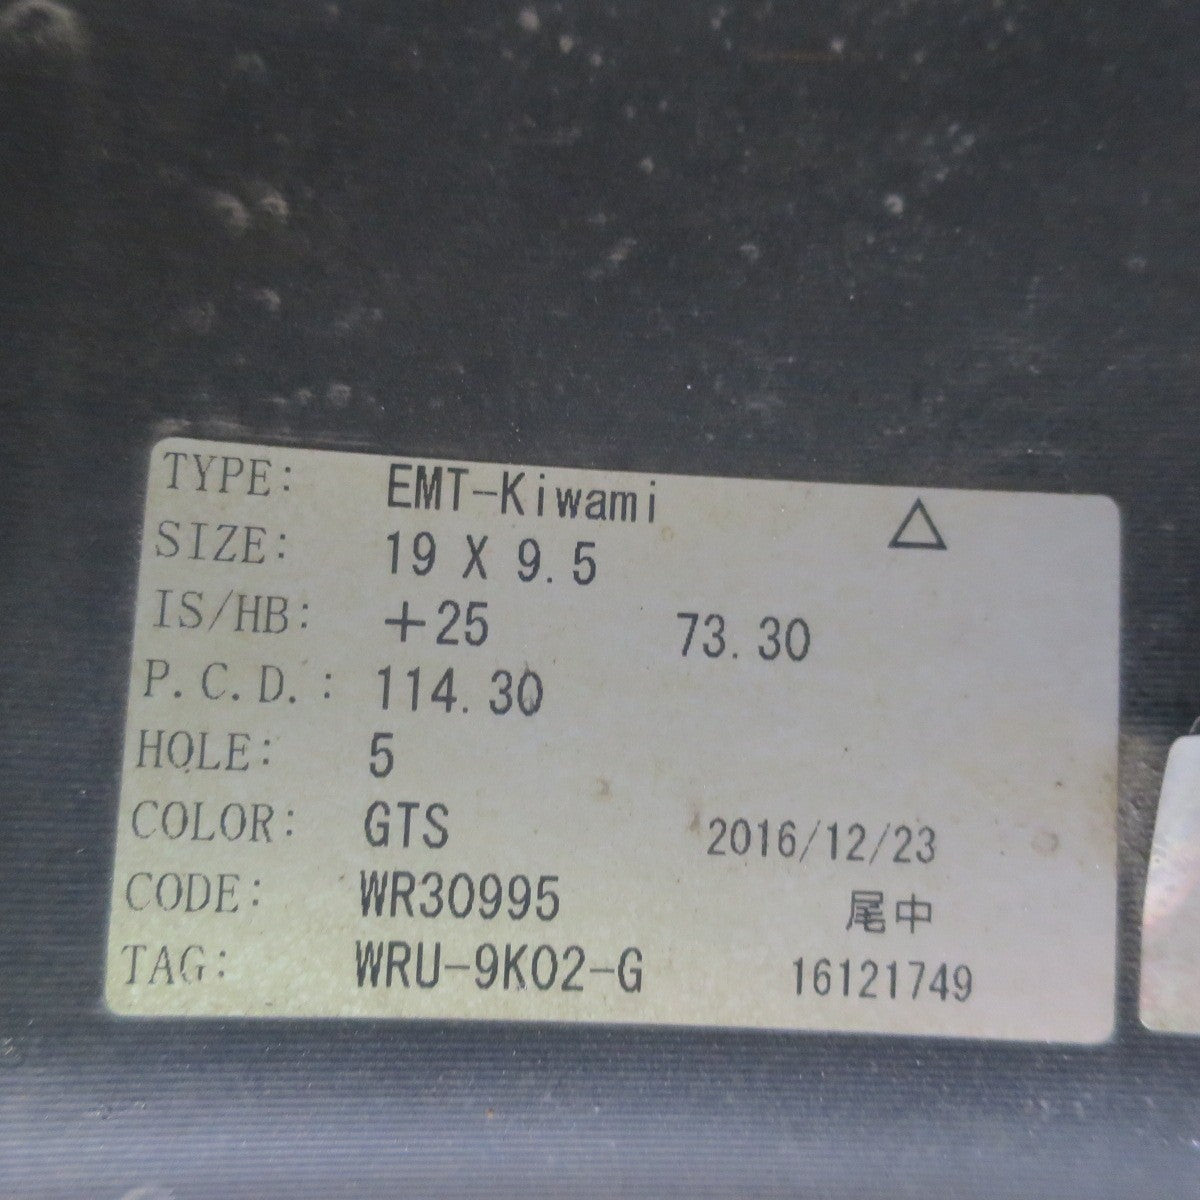 TYPE: EMT-Kiwami △
SIZE: 19 X 9.5
IS/HB: +25 73.30
P.C.D.: 114.30
HOLE: 5
COLOR: GTS 2016/12/23
CODE: WR30995 尾中
TAG: WRU-9K02-G 16121749